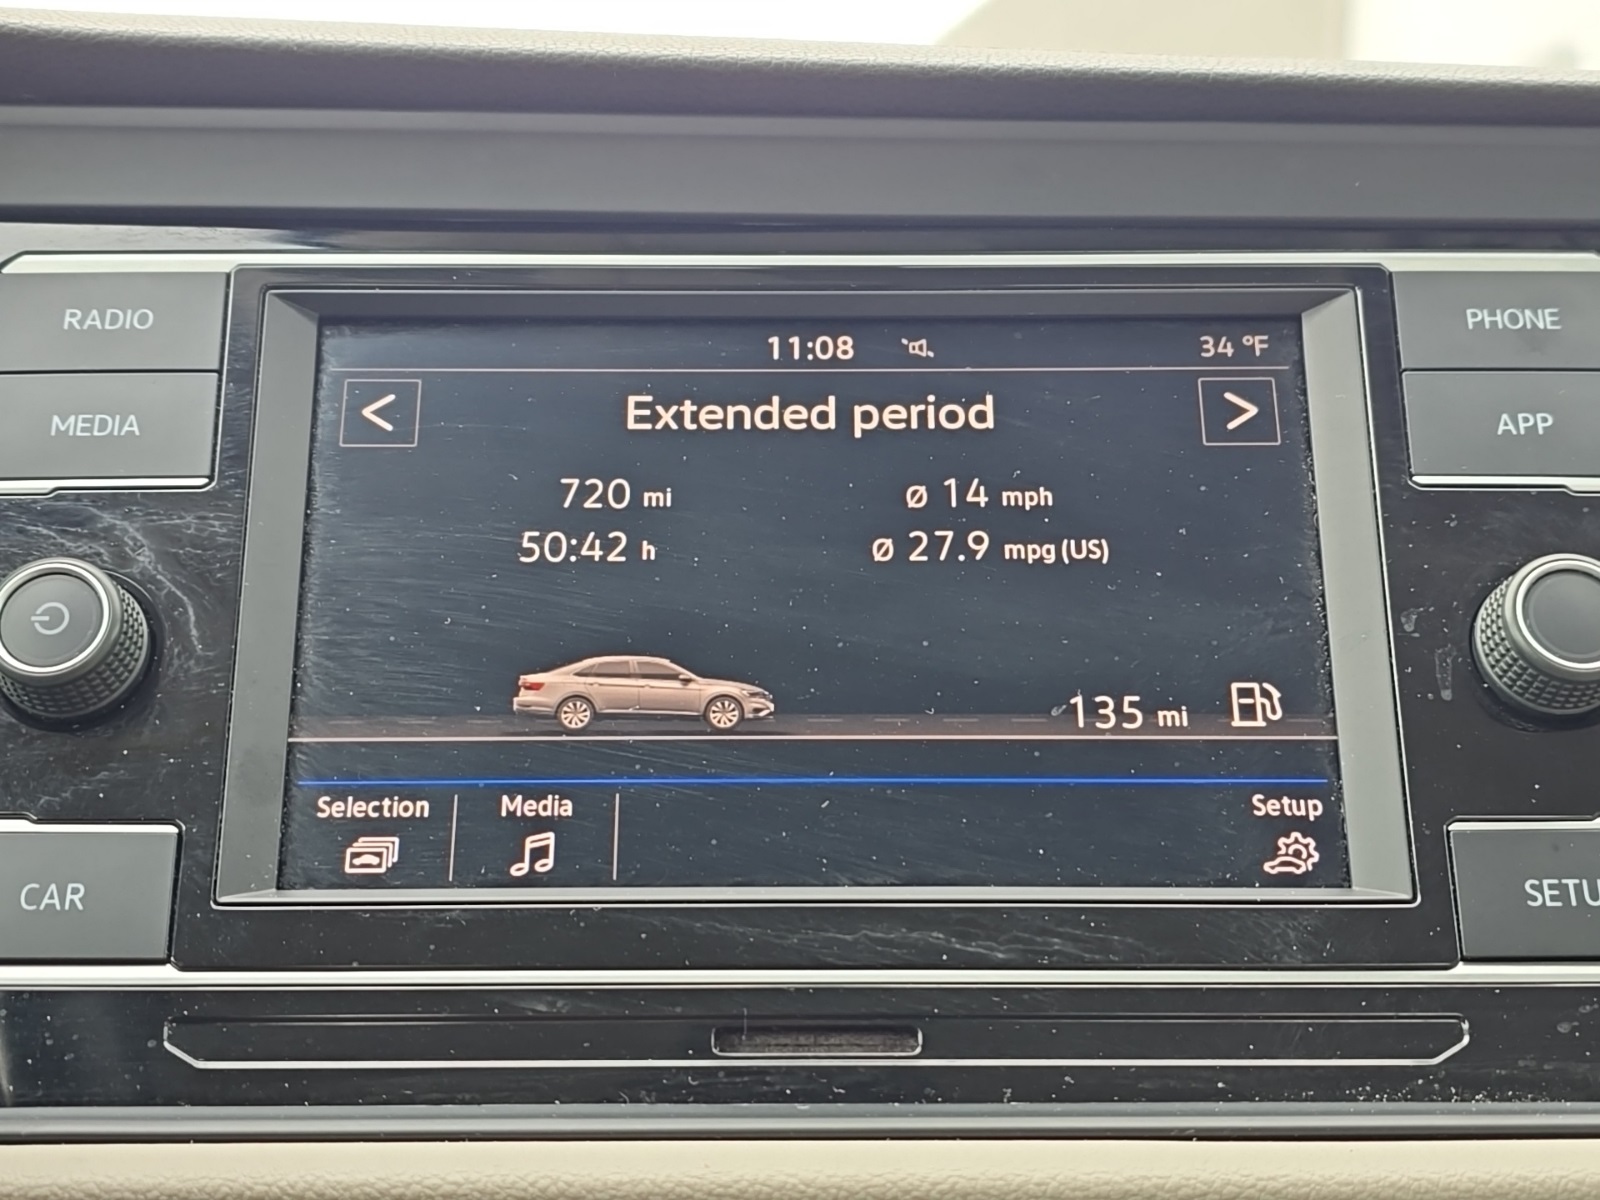 RADIO
MEDIA
CAR
11:08
34 °F
<
Extended period
>
720 mi
ø 14 mph
50:42 h
ø 27.9 mpg (US)
135 mi
Selection
Media
Setup
PHONE
APP
SETU